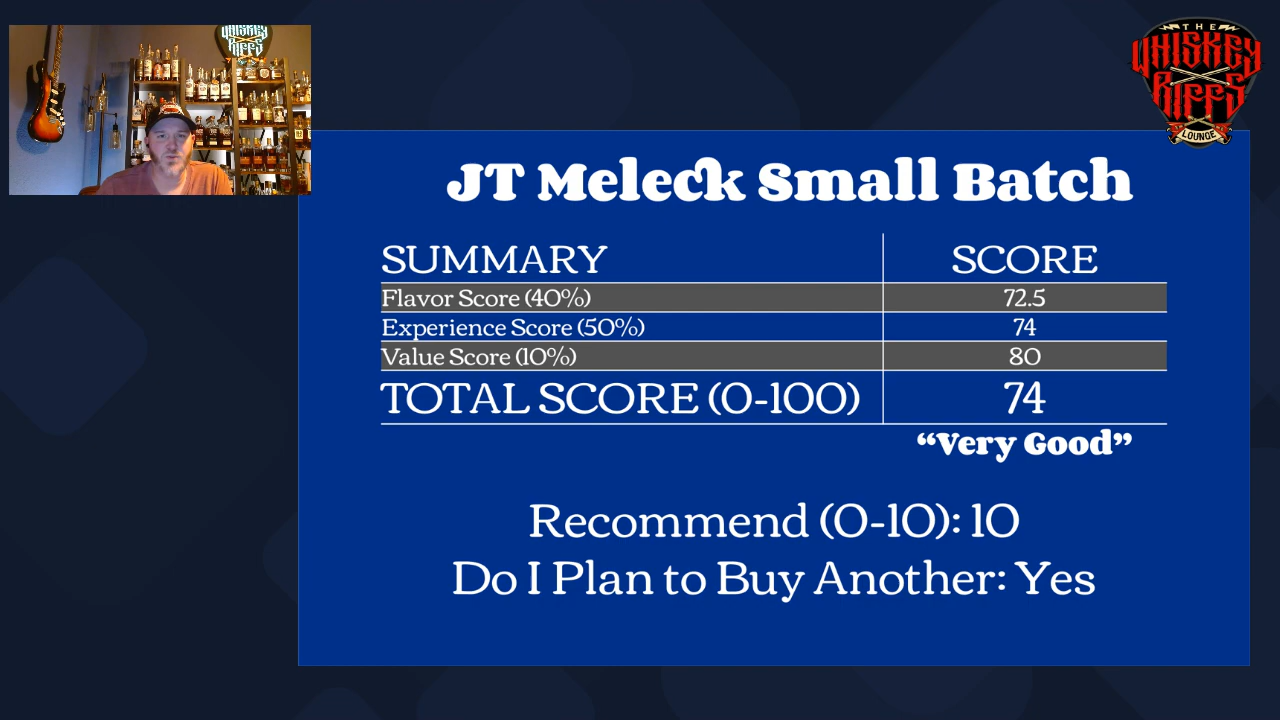 WHISKEY
RIFFS
THE
WHISKEY
RIFFS
LOUNGE
JT Meleck Small Batch
SUMMARY SCORE
Flavor Score (40%) 72.5
Experience Score (50%) 74
Value Score (10%) 80
TOTAL SCORE (0-100) 74
“Very Good”
Recommend (0-10): 10
Do I Plan to Buy Another: Yes